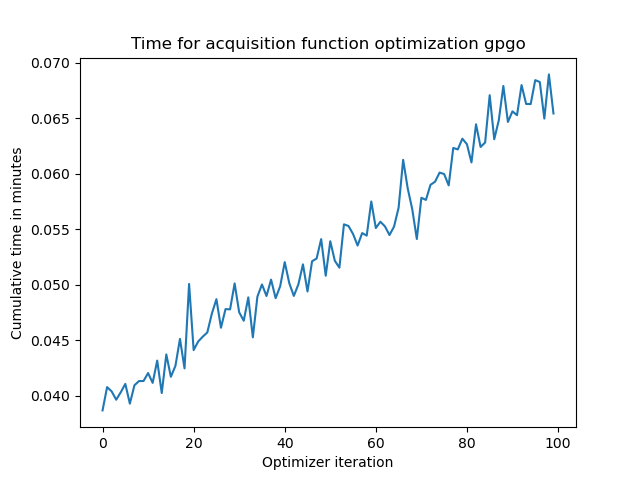 Time for acquisition function optimization gpgo
0.070
0.065
0.060
0.055
0.050
0.045
0.040
Cumulative time in minutes
0 20 40 60 80 100
Optimizer iteration